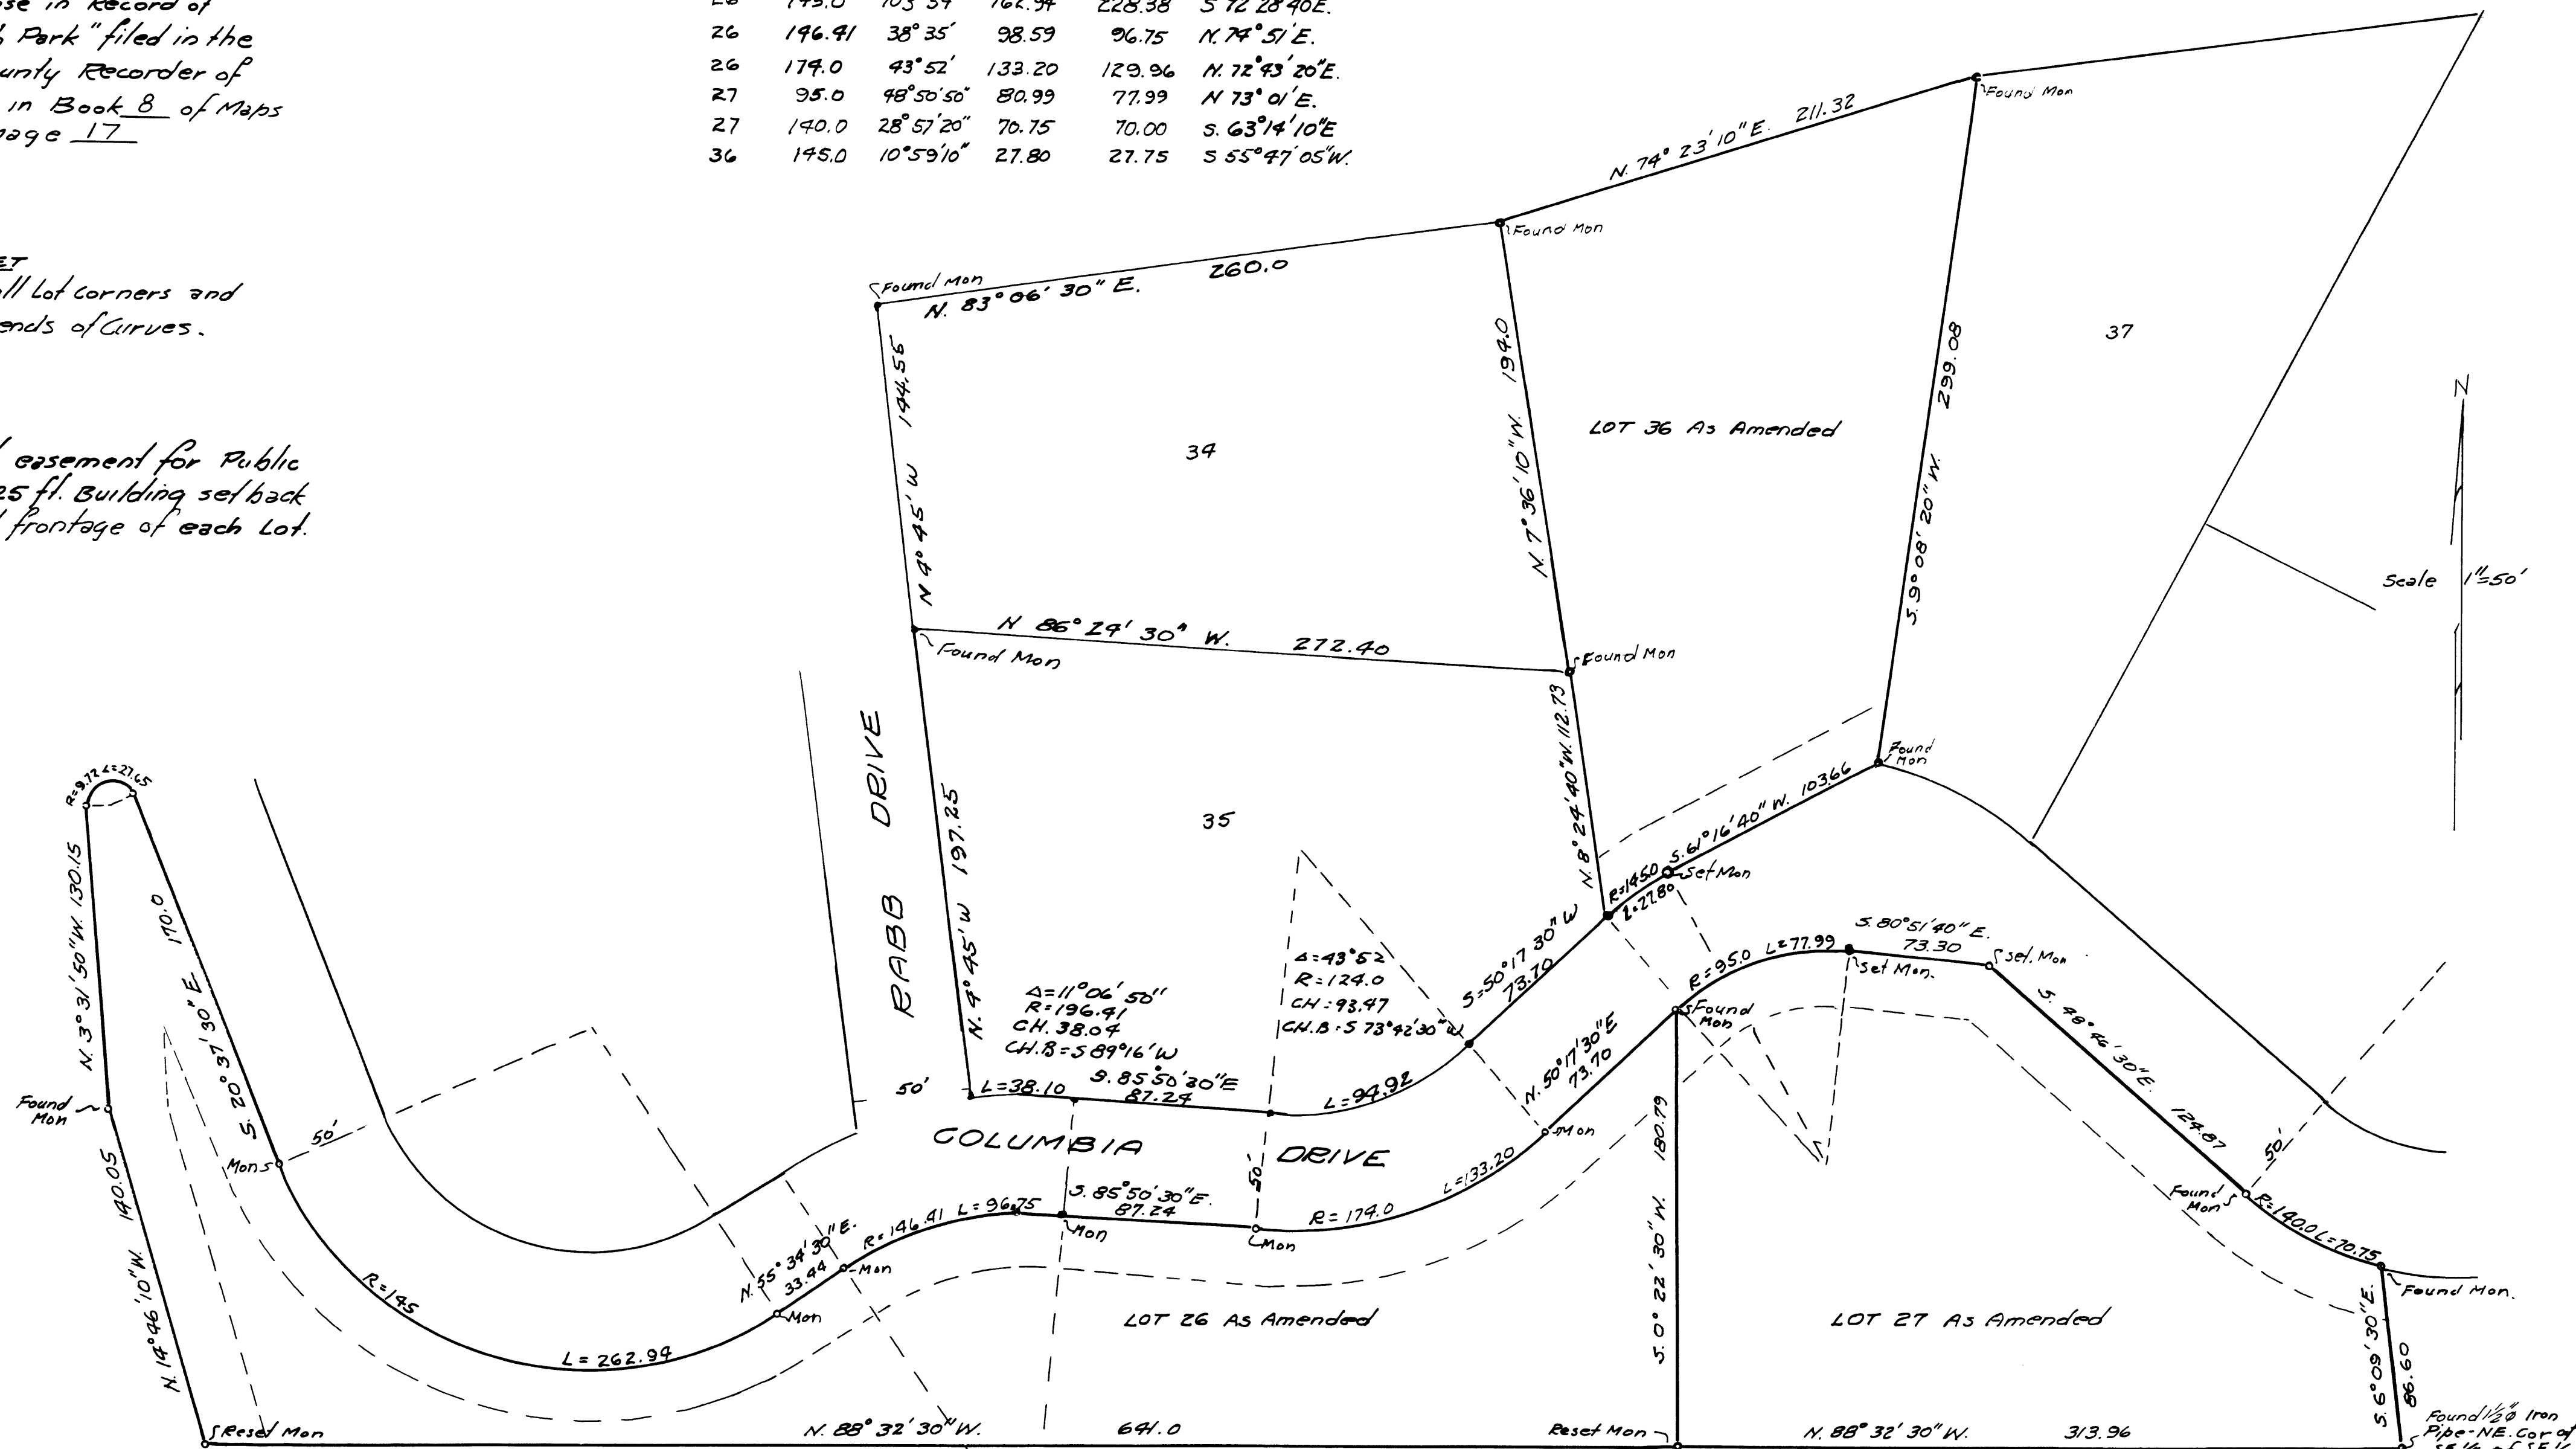 Record of
Park" filed in the
Recorder of
in Book 8 of Maps
17
all Lot corners and
ends of Curves.
easement for Public
25 ft. Building setback
frontage of each Lot.
26 146.41 38°35' 98.59 96.75 N. 74°51' E.
26 174.0 43°52' 133.20 129.96 N. 72°43'20"E.
27 95.0 48°50'50" 80.99 77.99 N 73°01' E.
27 140.0 28°57'20" 70.75 70.00 S. 63°14'10"E
36 145.0 10°59'10" 27.80 27.75 S 55°47'05"W.
Found Mon
N. 74° 23' 10" E. 211.32
Found Mon
Found Mon
N. 83° 06' 30" E. 260.0
N 4° 45' W 144.55
34
N. 7° 36' 10" W. 194.0
LOT 36 As Amended
S. 9° 08' 20" W. 299.08
37
N
Scale 1"=50'
N 86° 24' 30" W. 272.40
Found Mon
Found Mon
RABB DRIVE
N. 4° 45' W 197.25
35
N. 8° 24' 40" W. 112.73
Found
Mon
S. 61° 16' 40" W. 103.66
Set Mon
R=145.0
L=27.80
S=50°17'30" W
73.70
Δ=43°52
R=124.0
CH=93.47
CH.B=S 73°42'30" W
L=94.92
Δ=11°06'50"
R=196.41
CH. 38.04
CH.B=S 89°16' W
50'
L=38.10
S. 85°50'30"E
87.24
COLUMBIA DRIVE
R=9.72 L=27.65
N. 3° 31' 50" W. 130.15
170.0
S. 20° 37' 30" E.
Found
Mon
Mon
50'
N. 14° 46' 10" W. 140.05
R=145
L=262.94
N. 55° 34' 30" E.
33.44
Mon
Mon
R=146.41 L=96.75
S. 85°50'30"E.
87.24
Mon
50'
Mon
R=174.0
L=133.20
Mon
N. 50°17'30"E
73.70
Found
Mon
R=95.0 L=77.99
Set Mon.
S. 80°51'40" E.
73.30
Set. Mon
S. 48° 46' 30" E. 124.87
50'
Found
Mon
R=140.0 L=70.75
Found Mon.
S. 6° 09' 30" E.
86.60
S. 0° 22' 30" W. 180.79
LOT 26 As Amended
LOT 27 As Amended
Reset Mon
N. 88° 32' 30" W. 641.0
Reset Mon
N. 88° 32' 30" W. 313.96
Found 1½"ø Iron
Pipe-NE. Cor of